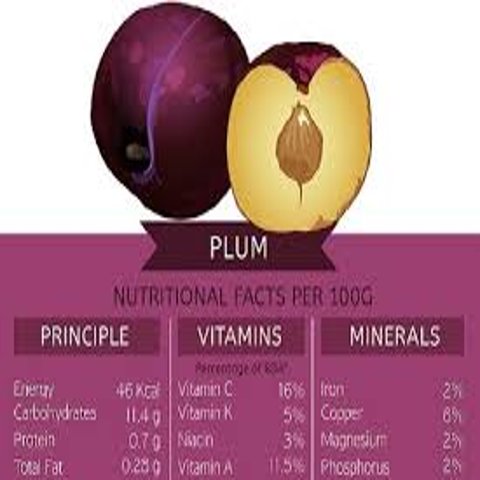 PLUM
NUTRITIONAL FACTS PER 100G
PRINCIPLE
Energy 46 Kcal
Carbohydrates 11.4 g
Protein 0.7 g
Total Fat 0.28 g
VITAMINS
Percentage of
Vitamin C 16%
Vitamin K 5%
Niacin 3%
Vitamin A 11.5%
MINERALS
Iron 2%
Copper 6%
Magnesium 2%
Phosphorus 2%